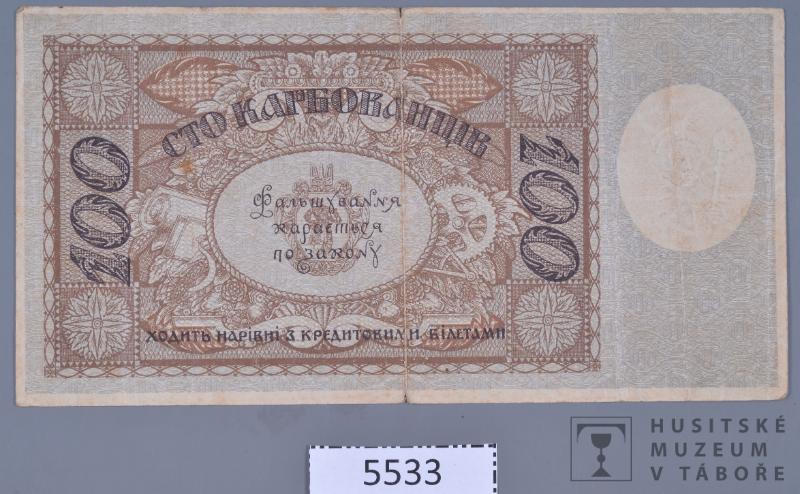 СТО КАРБОВАНЦІВ
100
100
Фальшування
карається
по закону
ХОДИТЬ НАРІВНІ З КРЕДИТОВИМИ БІЛЕТАМИ
5533
HUSITSKÉ
MUZEUM
V TÁBOŘE